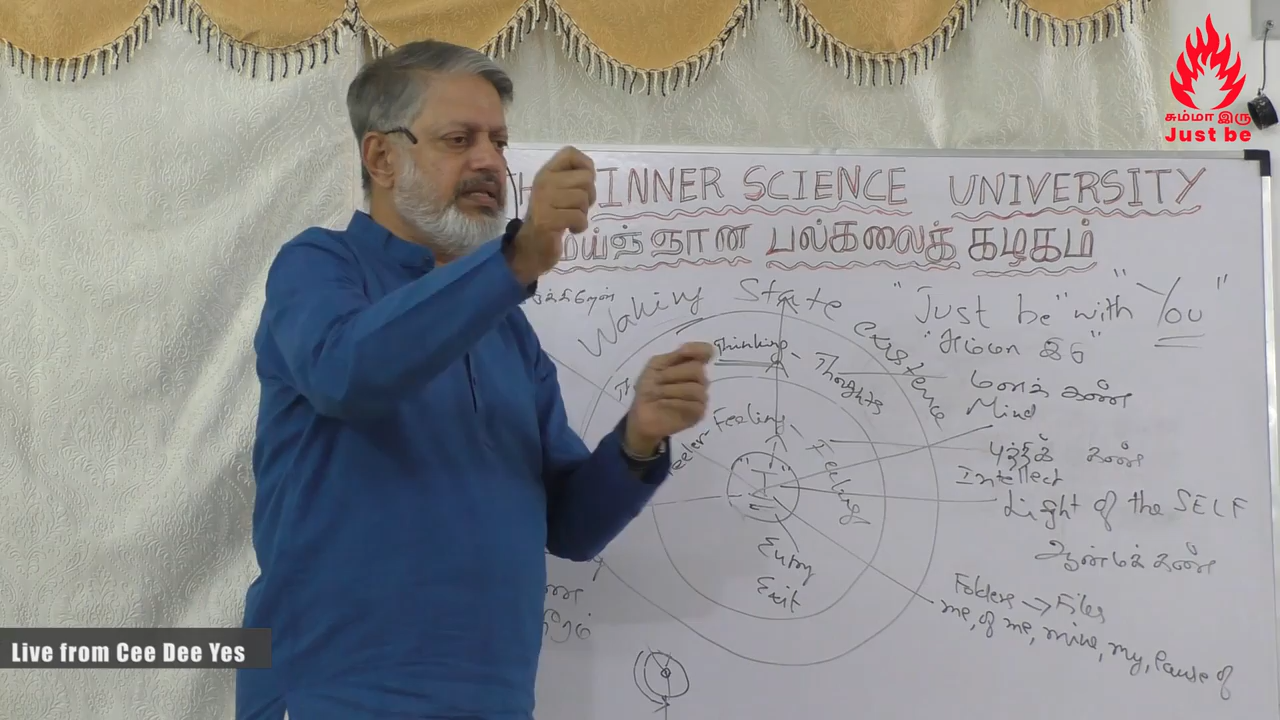 சும்மா இரு
Just be
INNER SCIENCE UNIVERSITY
மெய்ஞ்ஞான பல்கலைக் கழகம்
Waking State existence
"Just be" with "You"
"சும்மா இரு"
Thinking
Thoughts
மனக் கண்
Mind
Feeling
Feeling
புத்திக் கண்
Intellect
I
Light of the SELF
ஆன்மக் கண்
Entry
Exit
Folders → Files
me, of me, mine, my, cause of
Live from Cee Dee Yes